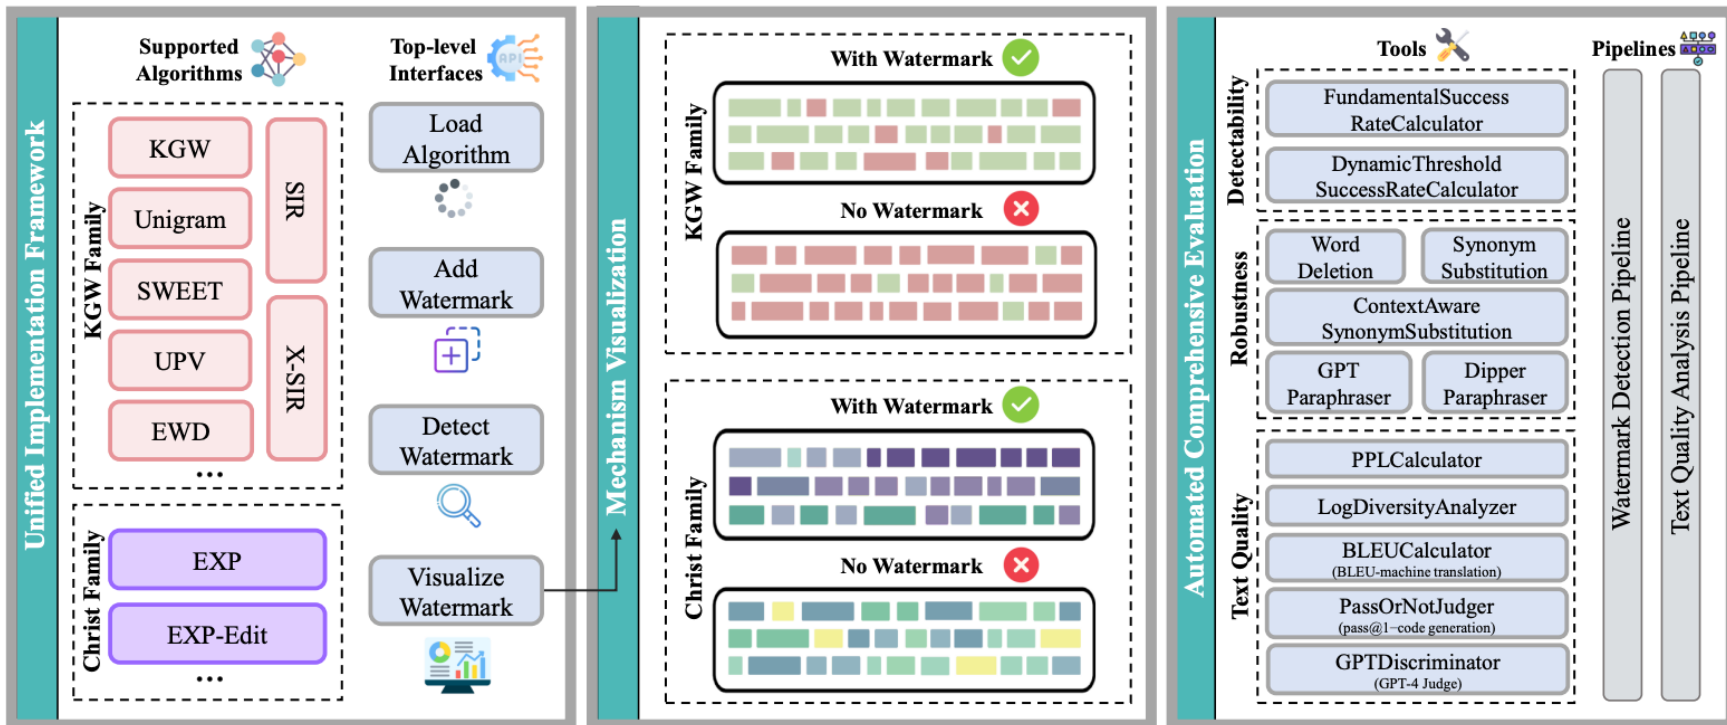 Unified Implementation Framework
Supported
Algorithms
KGW Family
KGW
Unigram
SWEET
UPV
EWD
SIR
X-SIR
...
Christ Family
EXP
EXP-Edit
...
Top-level
Interfaces
API
Load
Algorithm
Add
Watermark
Detect
Watermark
Visualize
Watermark
Mechanism Visualization
KGW Family
With Watermark
No Watermark
Christ Family
With Watermark
No Watermark
Automated Comprehensive Evaluation
Tools
Detectability
FundamentalSuccess
RateCalculator
DynamicThreshold
SuccessRateCalculator
Robustness
Word
Deletion
Synonym
Substitution
ContextAware
SynonymSubstitution
GPT
Paraphraser
Dipper
Paraphraser
Text Quality
PPLCalculator
LogDiversityAnalyzer
BLEUCalculator
(BLEU-machine translation)
PassOrNotJudger
(pass@1-code generation)
GPTDiscriminator
(GPT-4 Judge)
Pipelines
Watermark Detection Pipeline
Text Quality Analysis Pipeline